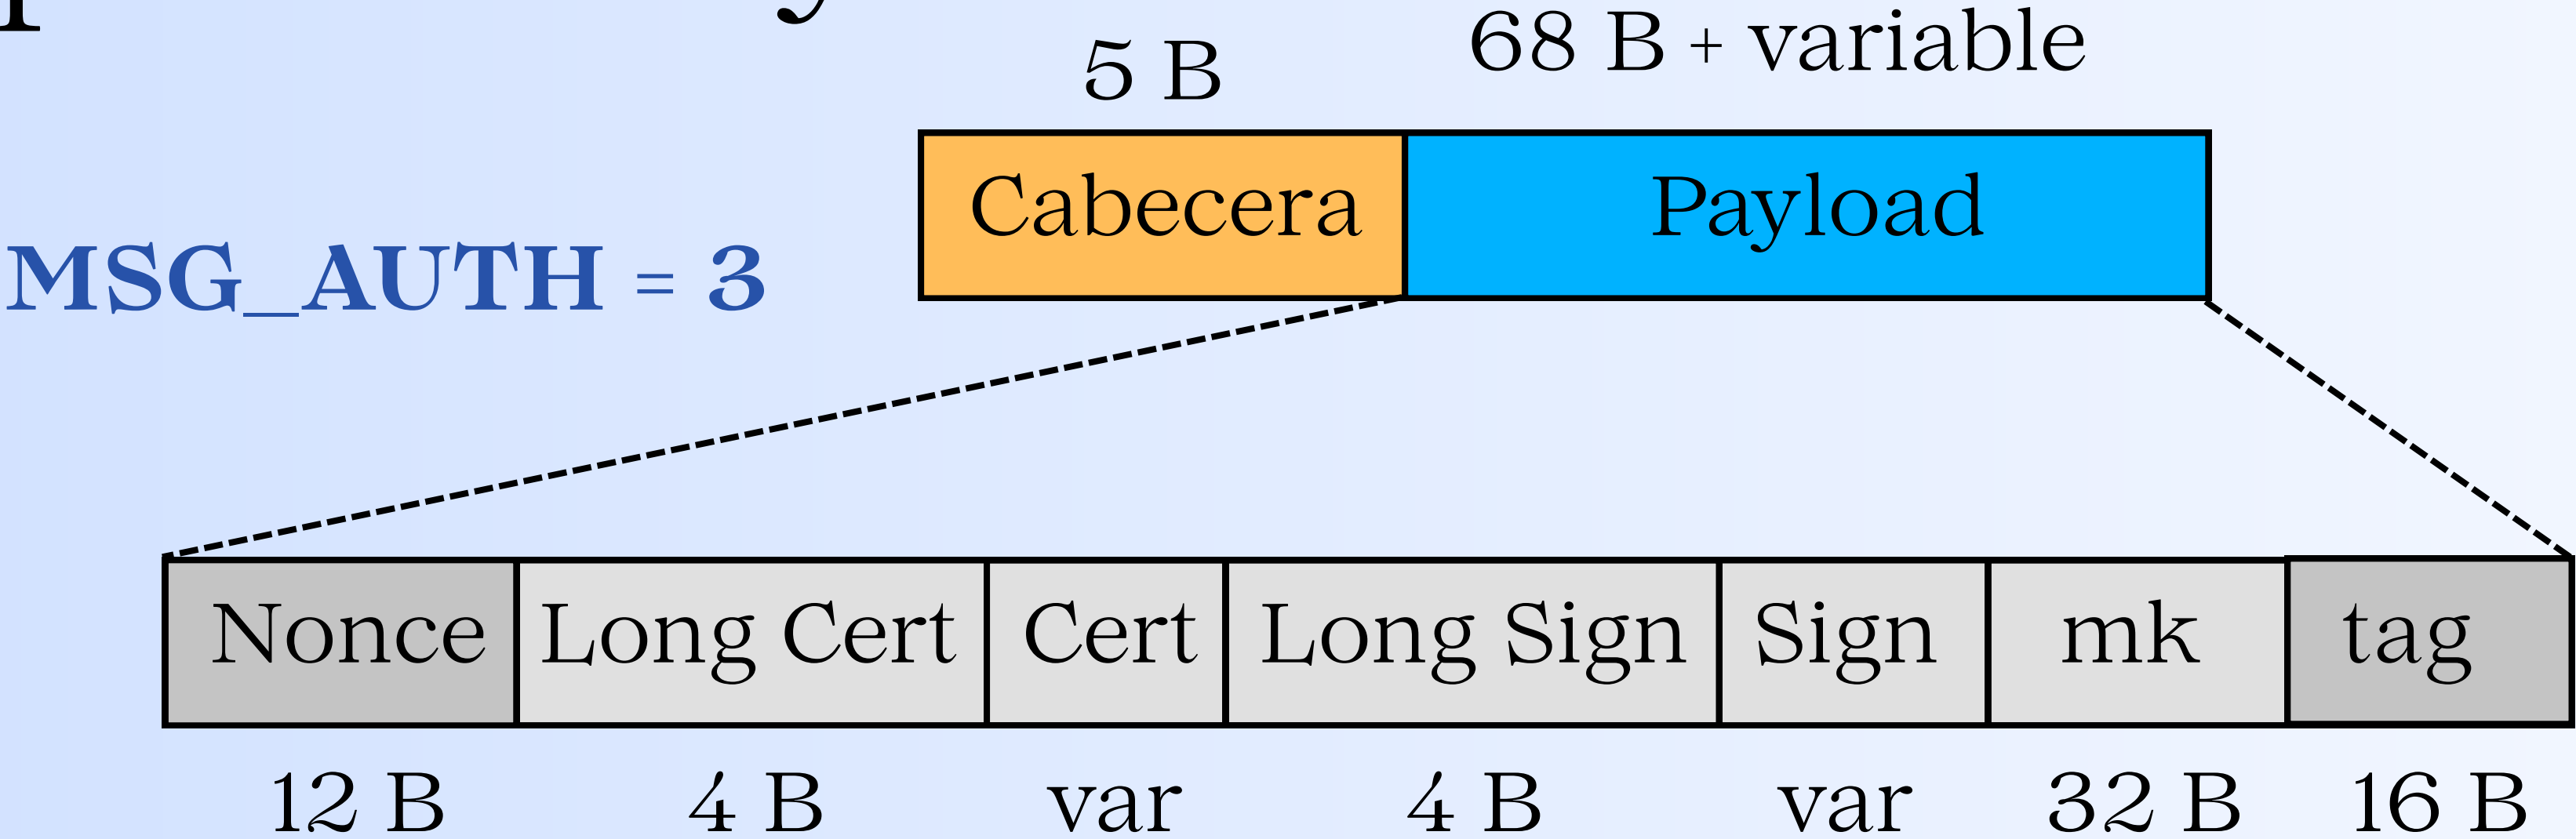 5 B
68 B + variable
Cabecera
Payload
MSG_AUTH = 3
Nonce
Long Cert
Cert
Long Sign
Sign
mk
tag
12 B
4 B
var
4 B
var
32 B
16 B